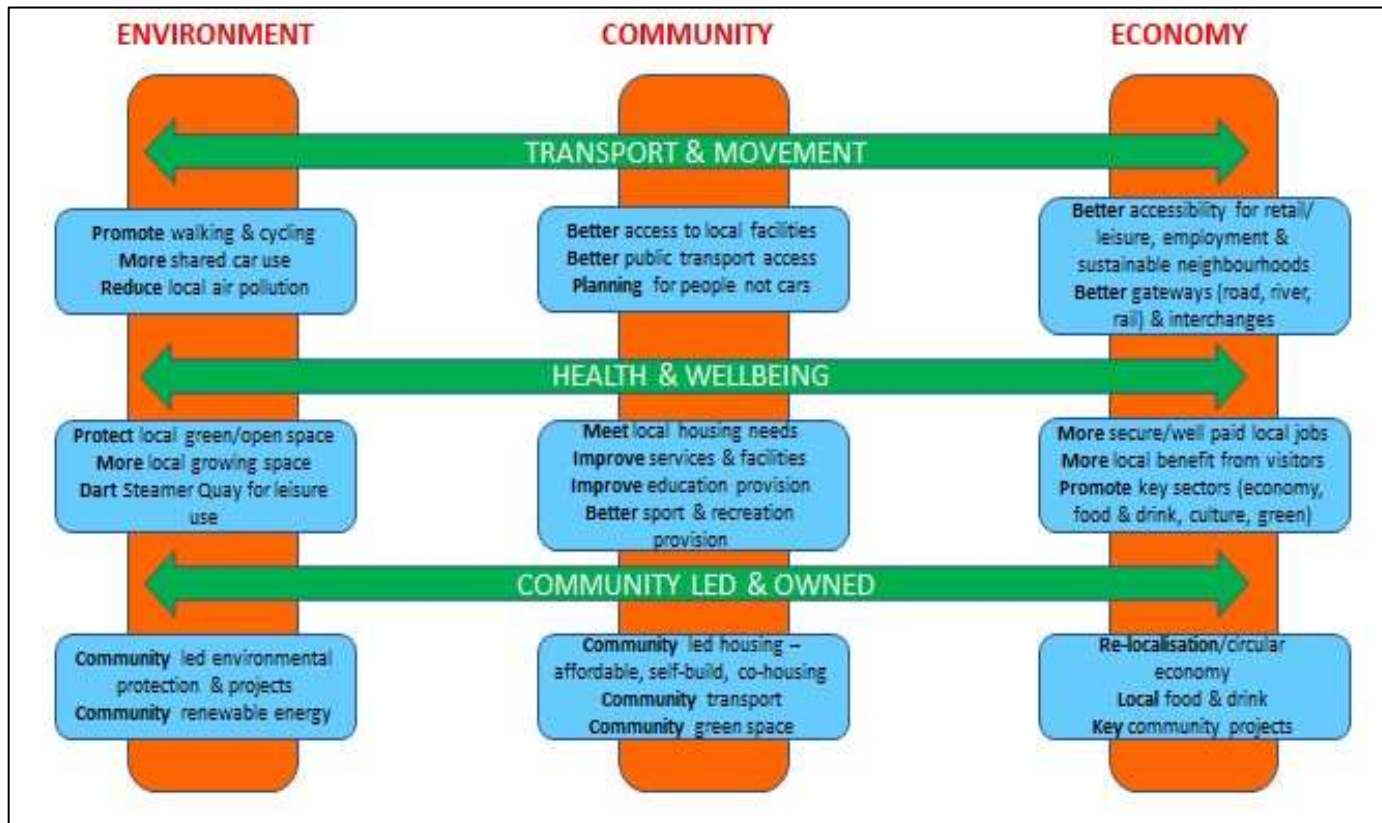 ENVIRONMENT
COMMUNITY
ECONOMY
TRANSPORT & MOVEMENT
Promote walking & cycling
More shared car use
Reduce local air pollution
Better access to local facilities
Better public transport access
Planning for people not cars
Better accessibility for retail/
leisure, employment &
sustainable neighbourhoods
Better gateways (road, river,
rail) & interchanges
HEALTH & WELLBEING
Protect local green/open space
More local growing space
Dart Steamer Quay for leisure
use
Meet local housing needs
Improve services & facilities
Improve education provision
Better sport & recreation
provision
More secure/well paid local jobs
More local benefit from visitors
Promote key sectors (economy,
food & drink, culture, green)
COMMUNITY LED & OWNED
Community led environmental
protection & projects
Community renewable energy
Community led housing –
affordable, self-build, co-housing
Community transport
Community green space
Re-localisation/circular
economy
Local food & drink
Key community projects